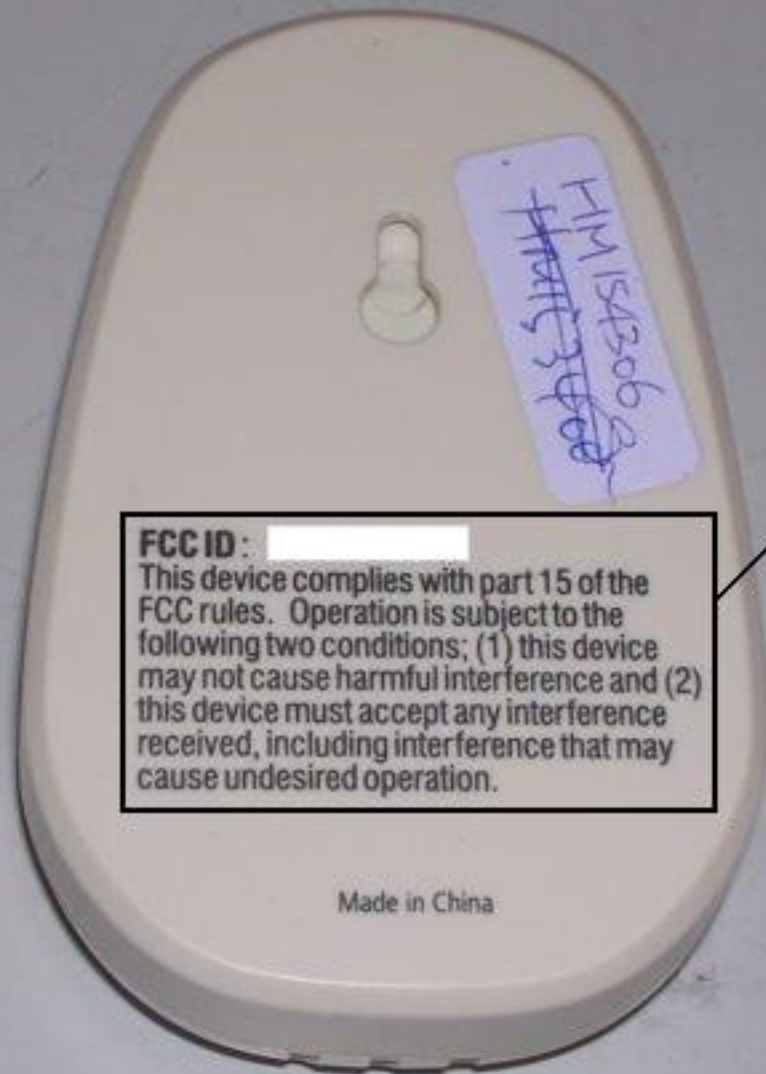 HM154306
FCC ID :
This device complies with part 15 of the
FCC rules. Operation is subject to the
following two conditions; (1) this device
may not cause harmful interference and (2)
this device must accept any interference
received, including interference that may
cause undesired operation.
Made in China